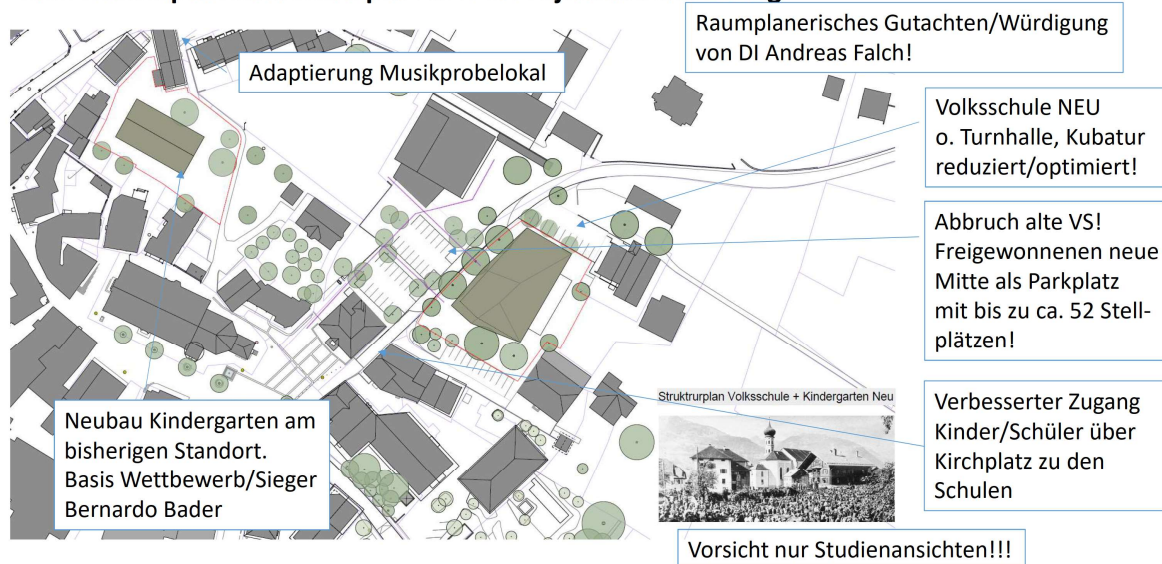 Raumplanerisches Gutachten/Würdigung
von DI Andreas Falch!
Adaptierung Musikprobelokal
Volksschule NEU
o. Turnhalle, Kubatur
reduziert/optimiert!
Abbruch alte VS!
Freigewonnenen neue
Mitte als Parkplatz
mit bis zu ca. 52 Stell-
plätzen!
Neubau Kindergarten am
bisherigen Standort.
Basis Wettbewerb/Sieger
Bernardo Bader
Struktrurplan Volksschule + Kindergarten Neu
Verbesserter Zugang
Kinder/Schüler über
Kirchplatz zu den
Schulen
Vorsicht nur Studienansichten!!!